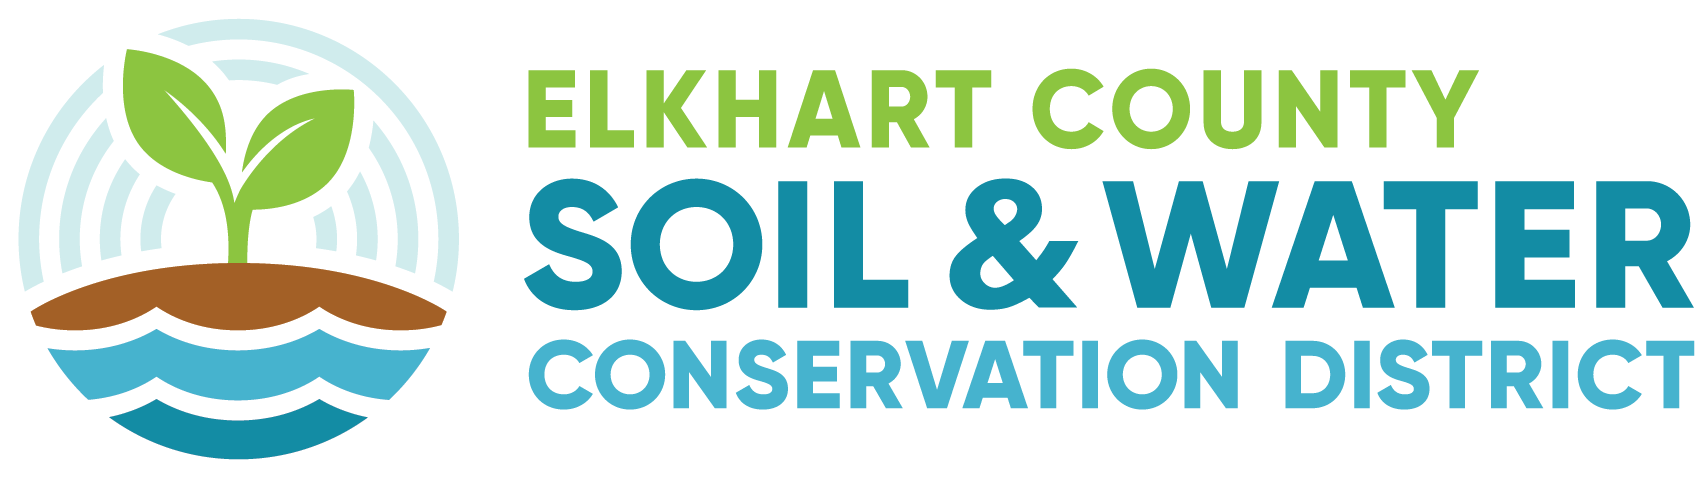 ELKHART COUNTY
SOIL & WATER
CONSERVATION DISTRICT